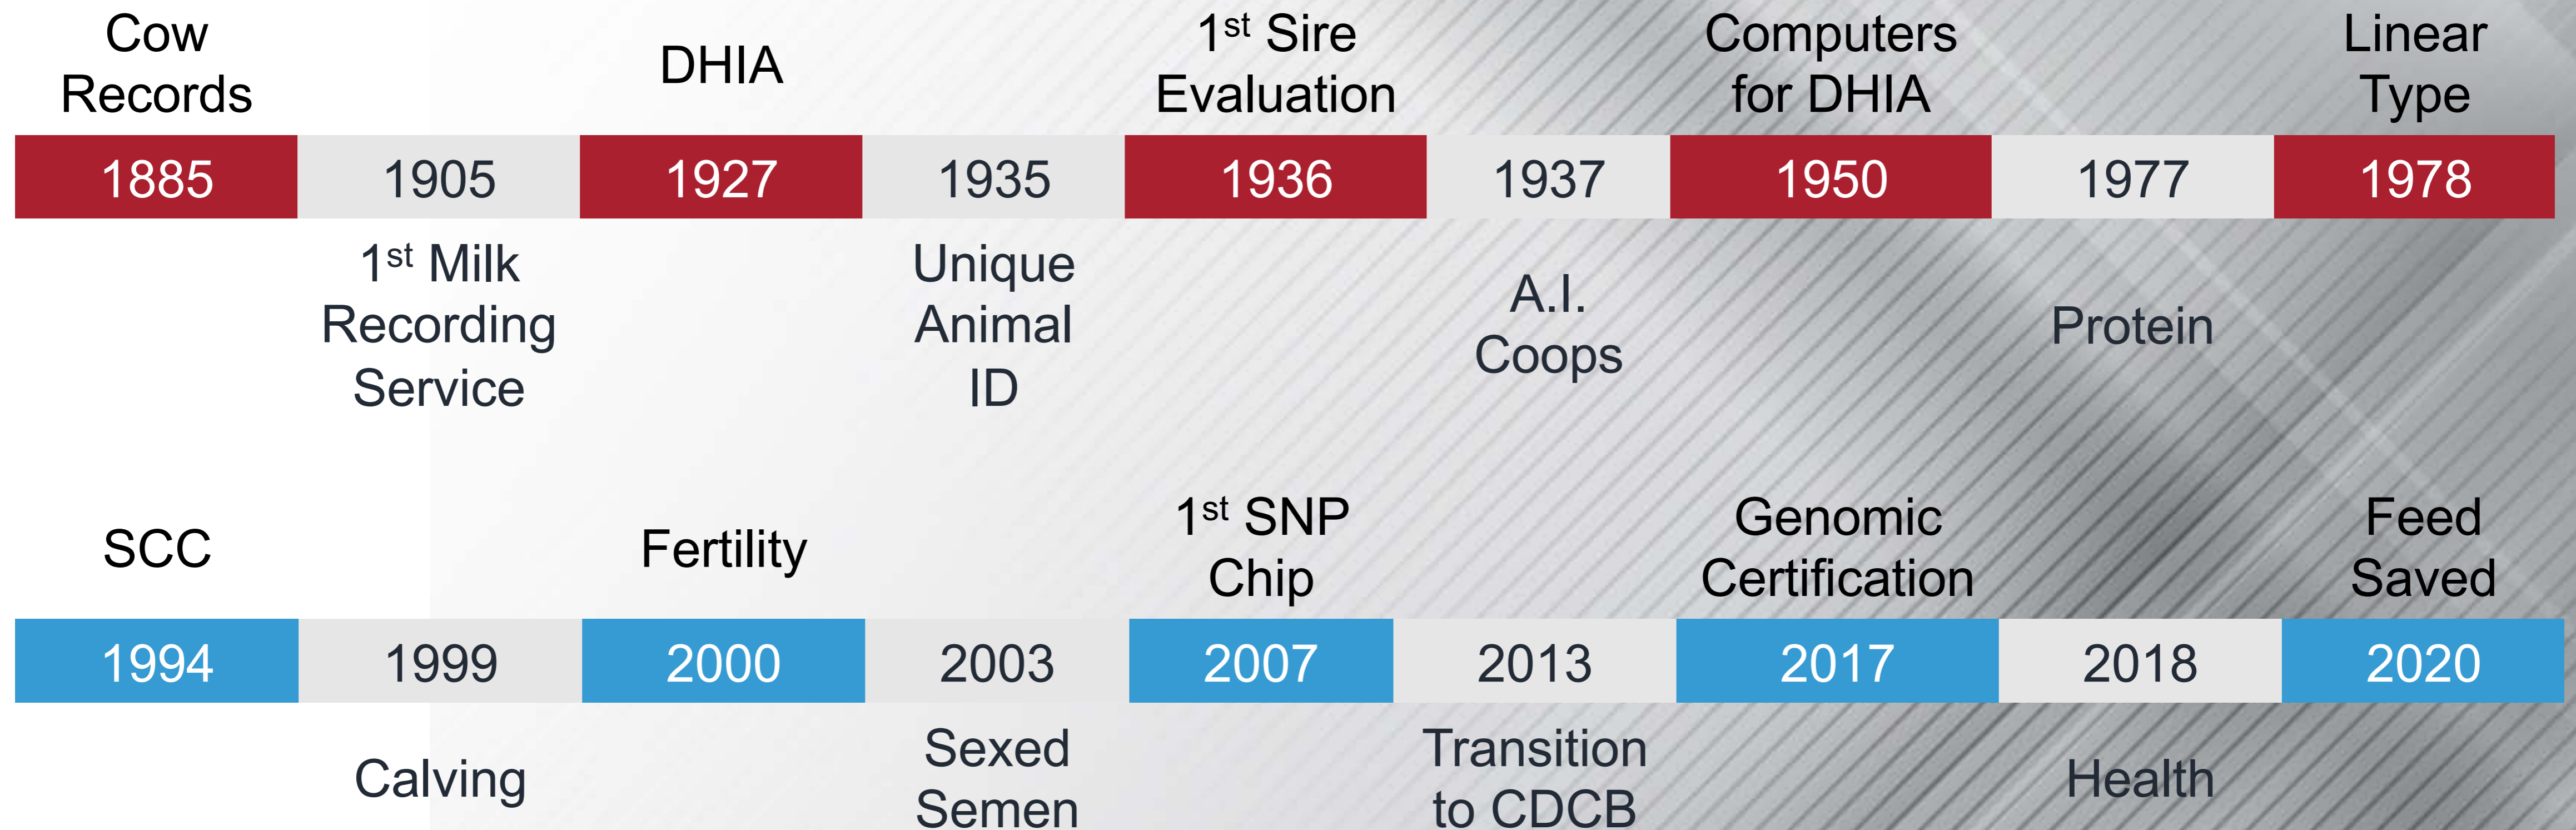 Cow
Records
DHIA
1st Sire
Evaluation
Computers
for DHIA
Linear
Type
1885 1905 1927 1935 1936 1937 1950 1977 1978
1st Milk
Recording
Service
Unique
Animal
ID
A.I.
Coops
Protein
SCC
Fertility
1st SNP
Chip
Genomic
Certification
Feed
Saved
1994 1999 2000 2003 2007 2013 2017 2018 2020
Calving
Sexed
Semen
Transition
to CDCB
Health